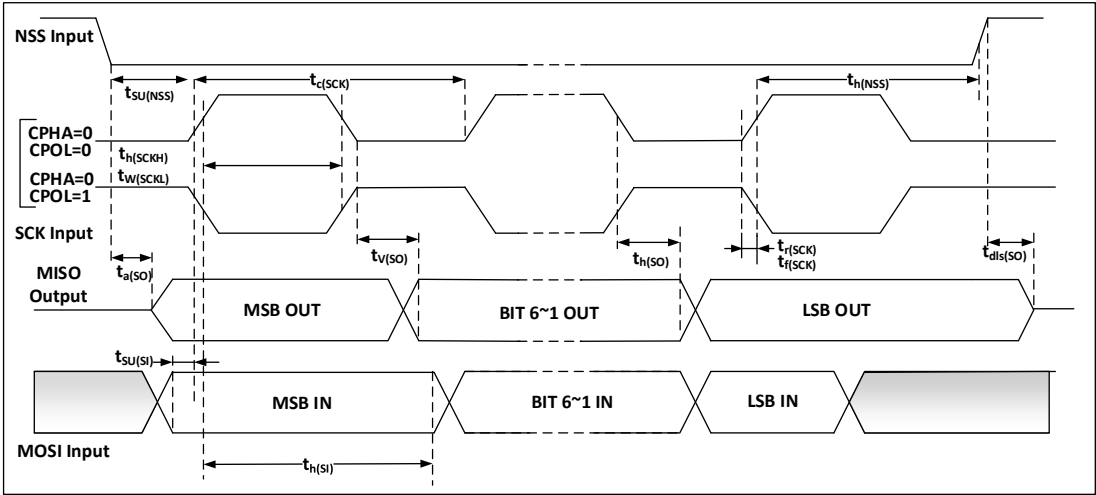 NSS Input
tSU(NSS)
tc(SCK)
th(NSS)
CPHA=0
CPOL=0
th(SCKH)
CPHA=0
CPOL=1
tW(SCKL)
SCK Input
ta(SO)
tV(SO)
th(SO)
tr(SCK)
tf(SCK)
tdIs(SO)
MISO
Output
MSB OUT
BIT 6~1 OUT
LSB OUT
tSU(SI)
MSB IN
BIT 6~1 IN
LSB IN
MOSI Input
th(SI)